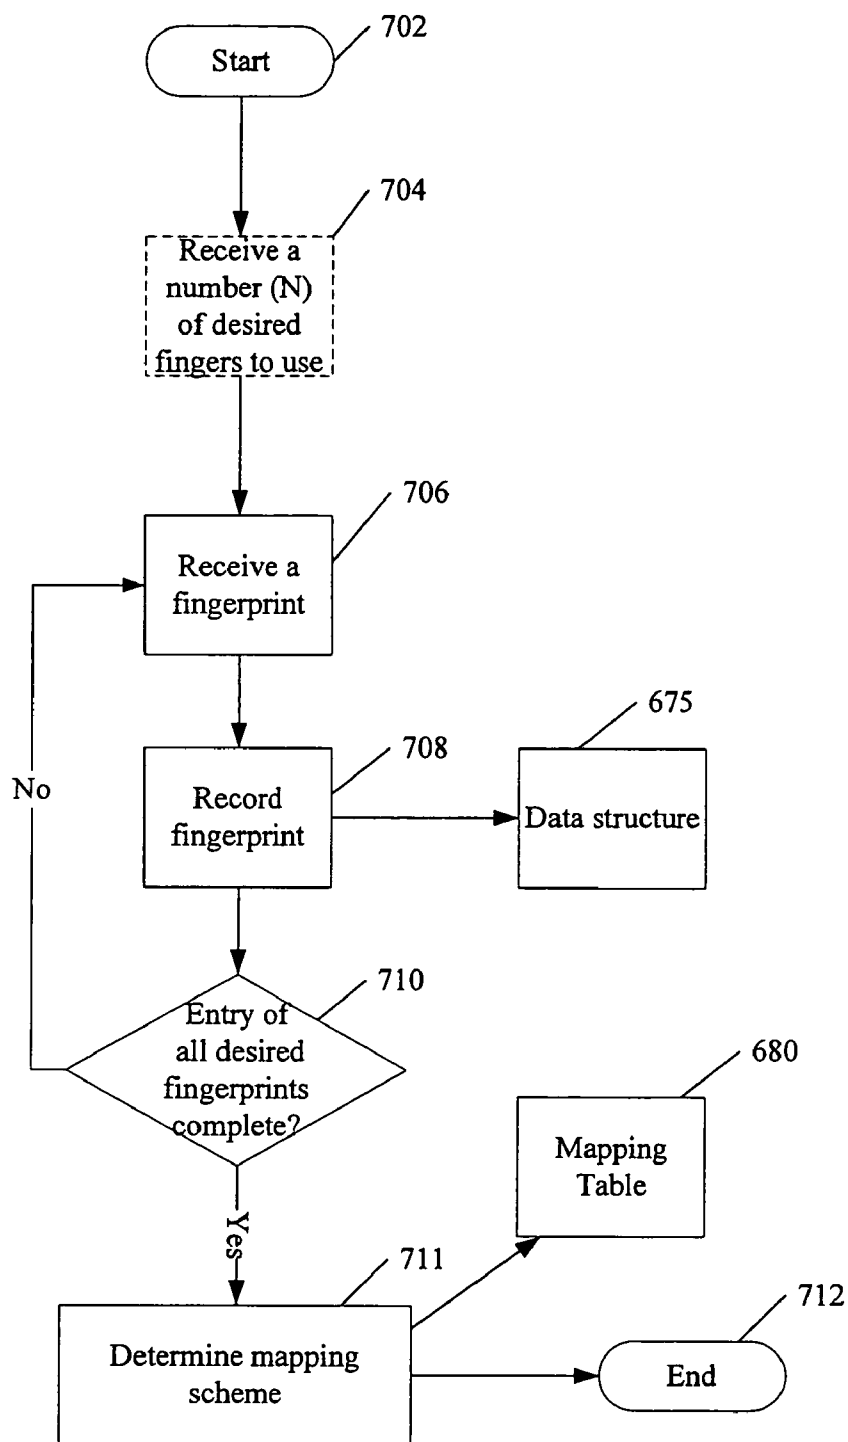 702
Start
704
Receive a
number (N)
of desired
fingers to use
706
Receive a
fingerprint
675
708
No
Record
fingerprint
Data structure
710
Entry of
all desired
fingerprints
complete?
680
Mapping
Table
Yes
711
712
Determine mapping
scheme
End